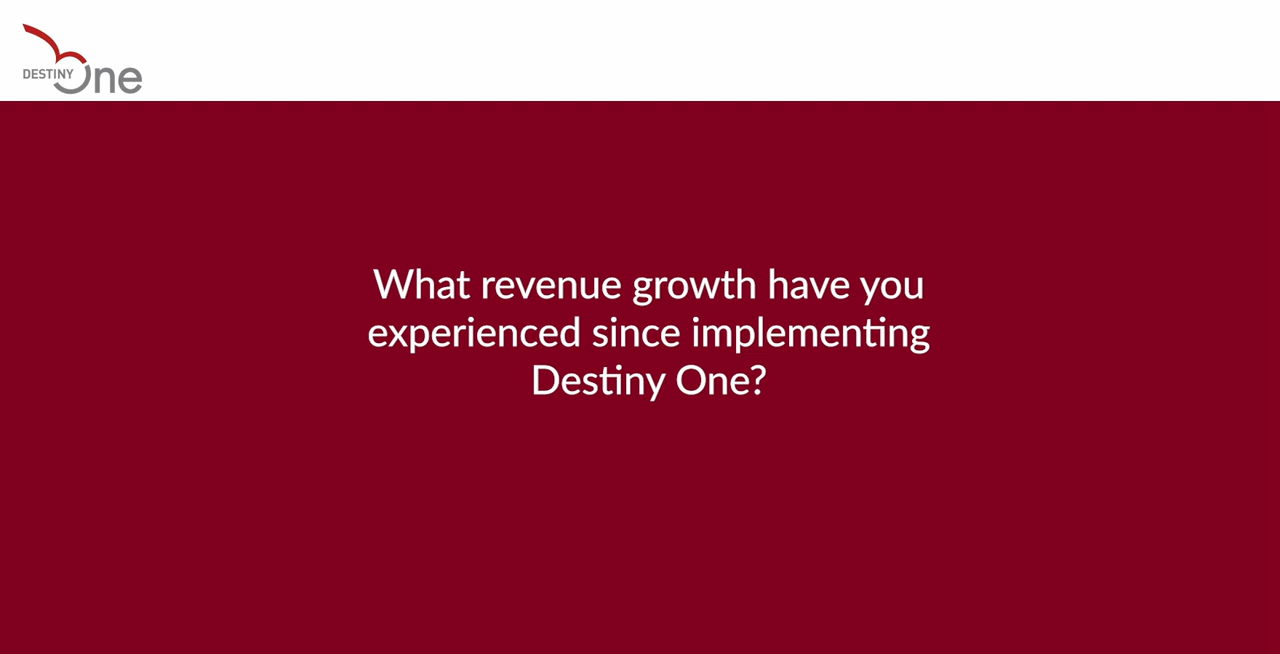 DESTINY One
What revenue growth have you
experienced since implementing
Destiny One?